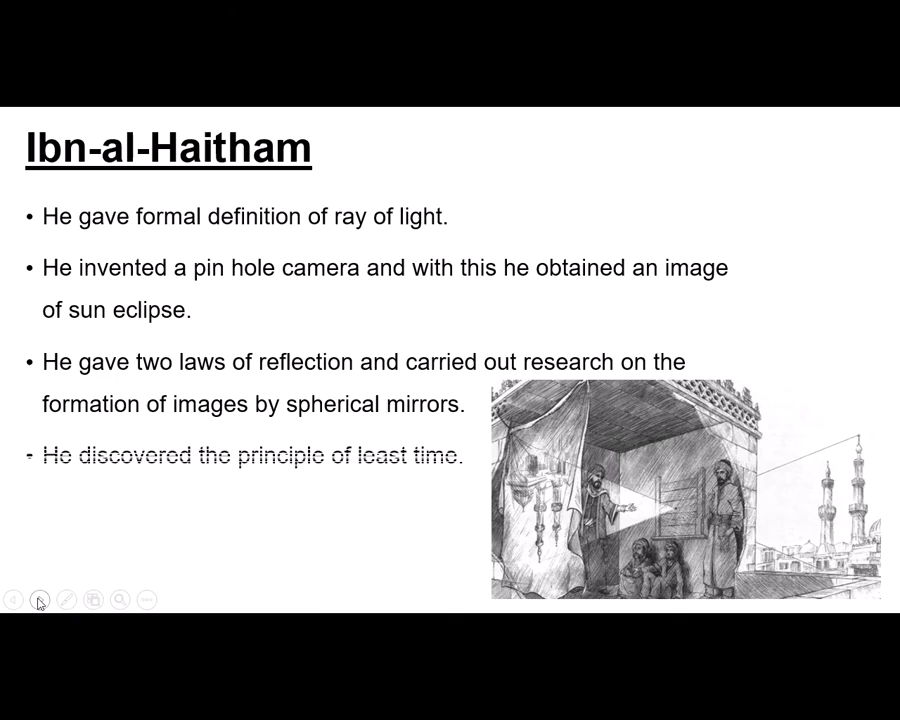 Ibn-al-Haitham
• He gave formal definition of ray of light.
• He invented a pin hole camera and with this he obtained an image
of sun eclipse.
• He gave two laws of reflection and carried out research on the
formation of images by spherical mirrors.
• He discovered the principle of least time.